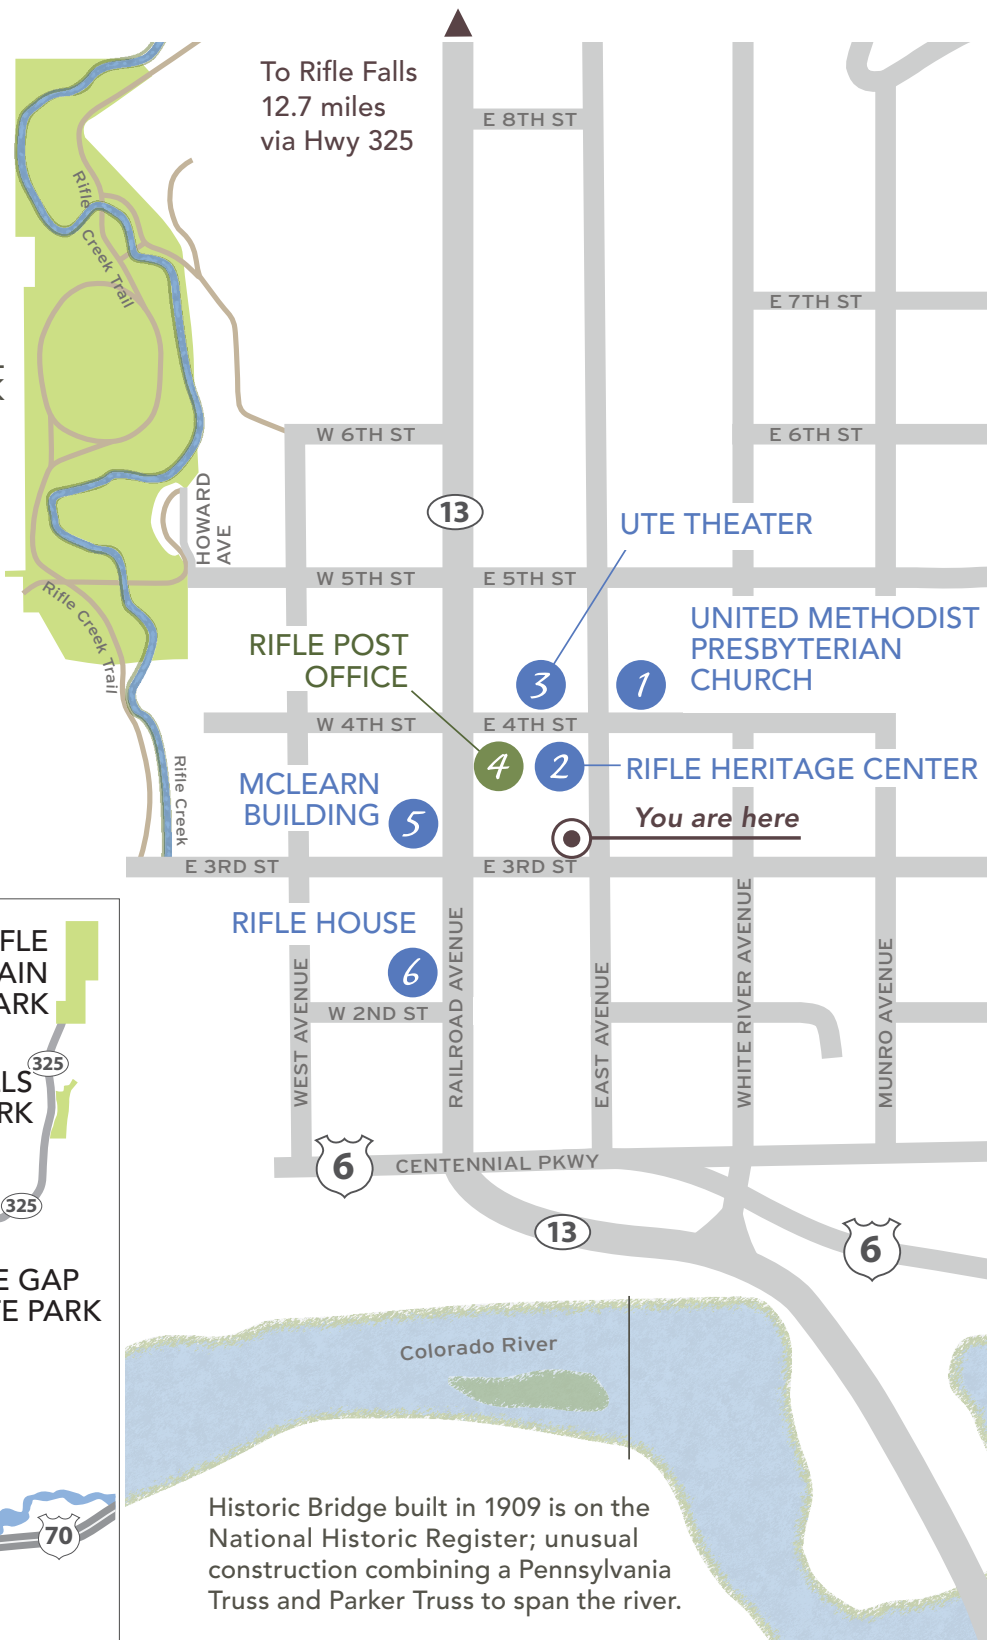 To Rifle Falls
12.7 miles
via Hwy 325
E 8TH ST
Rifle
Creek Trail
E 7TH ST
K
W 6TH ST
E 6TH ST
13
HOWARD
AVE
UTE THEATER
W 5TH ST
E 5TH ST
Rifle Creek Trail
UNITED METHODIST
PRESBYTERIAN
CHURCH
RIFLE POST
OFFICE
3
1
W 4TH ST
E 4TH ST
4
2
RIFLE HERITAGE CENTER
Rifle Creek
MCLEARN
BUILDING
5
You are here
E 3RD ST
E 3RD ST
RIFLE HOUSE
6
W 2ND ST
WEST AVENUE
RAILROAD AVENUE
EAST AVENUE
WHITE RIVER AVENUE
MUNRO AVENUE
FLE
AIN
ARK
325
LLS
RK
325
E GAP
TE PARK
70
6
CENTENNIAL PKWY
13
6
Colorado River
Historic Bridge built in 1909 is on the
National Historic Register; unusual
construction combining a Pennsylvania
Truss and Parker Truss to span the river.